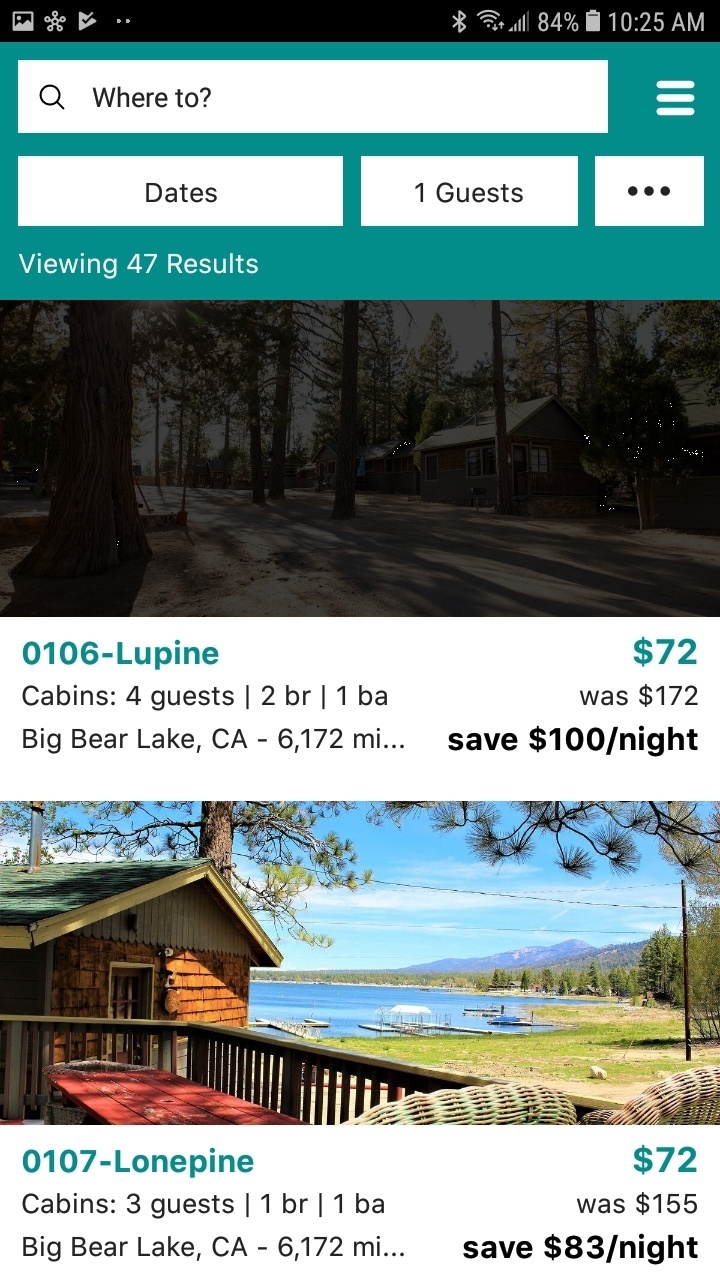 84% 10:25 AM
Where to?
Dates 1 Guests
Viewing 47 Results
0106-Lupine $72
Cabins: 4 guests | 2 br | 1 ba was $172
Big Bear Lake, CA - 6,172 mi... save $100/night
0107-Lonepine $72
Cabins: 3 guests | 1 br | 1 ba was $155
Big Bear Lake, CA - 6,172 mi... save $83/night